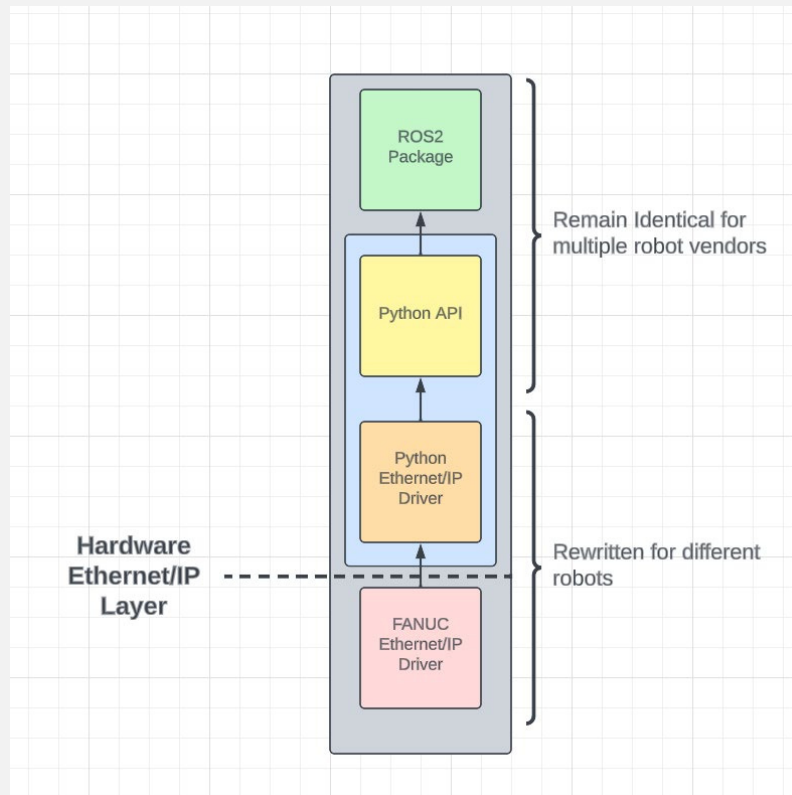 ROS2
Package
Remain Identical for
multiple robot vendors
Python API
Python
Ethernet/IP
Driver
Hardware
Ethernet/IP
Layer
Rewritten for different
robots
FANUC
Ethernet/IP
Driver